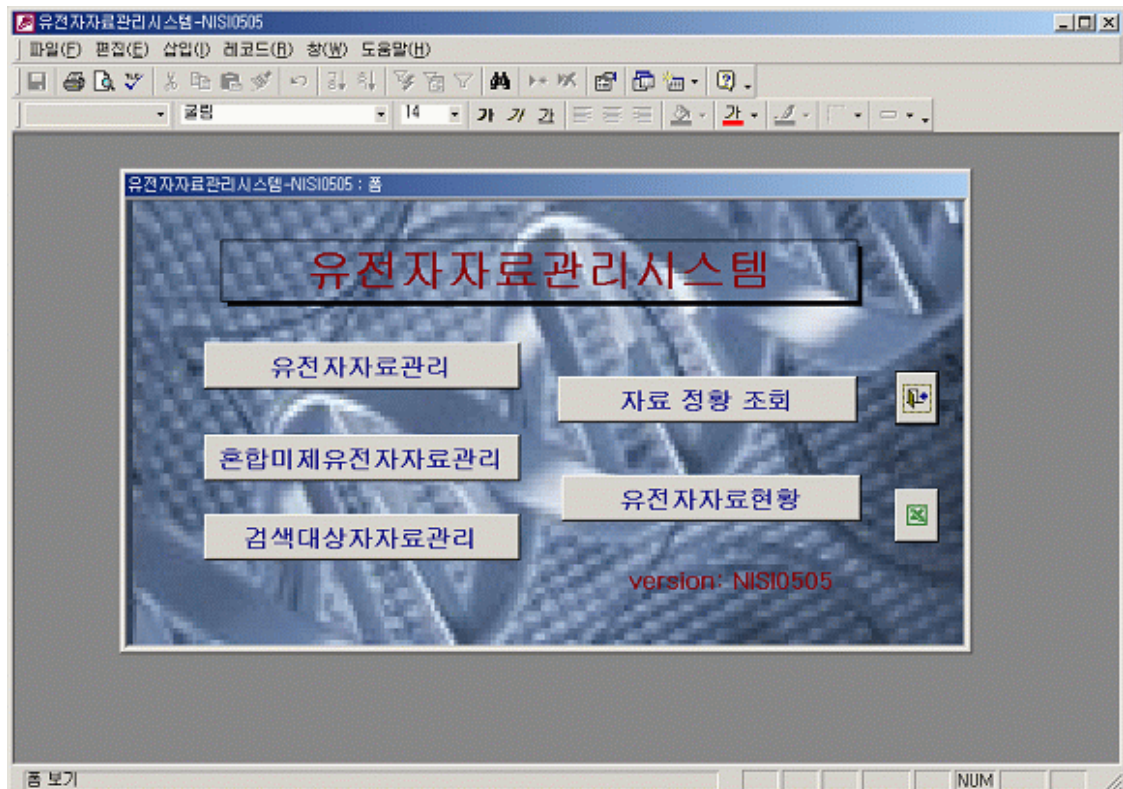 유전자자료관리시스템-NISI0505
파일(F) 편집(E) 삽입(I) 레코드(R) 창(W) 도움말(H)
굴림 14 가 가 가 가
유전자자료관리시스템-NISI0505 : 폼
유전자자료관리시스템
유전자자료관리
자료 정황 조회
혼합미제유전자자료관리
유전자자료현황
검색대상자자료관리
version: NISI0505
폼 보기 NUM